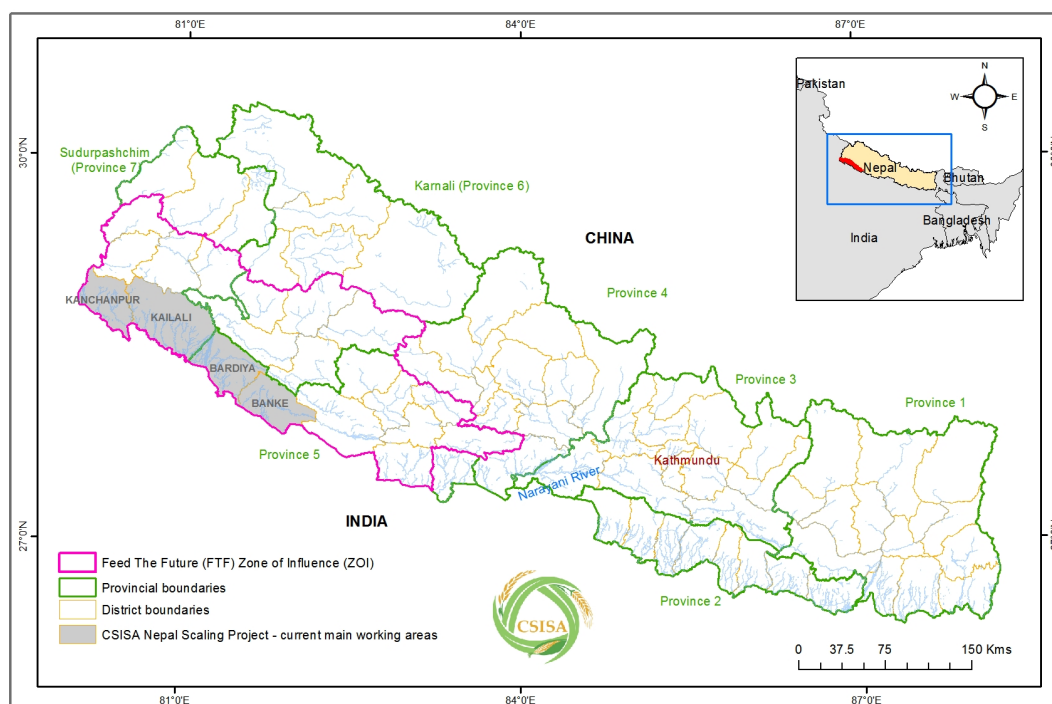 81°0'E
84°0'E
87°0'E
30°0'N
Sudurpashchim
(Province 7)
Karnali (Province 6)
CHINA
Province 4
KANCHANPUR
KAILALI
BARDIYA
BANKE
Province 5
Province 3
Province 1
Kathmundu
Narayani River
INDIA
27°0'N
Province 2
Pakistan
N
W
E
S
Nepal
Bhutan
Bangladesh
India
Feed The Future (FTF) Zone of Influence (ZOI)
Provincial boundaries
District boundaries
CSISA Nepal Scaling Project - current main working areas
CSISA
0 37.5 75 150 Kms
81°0'E
84°0'E
87°0'E